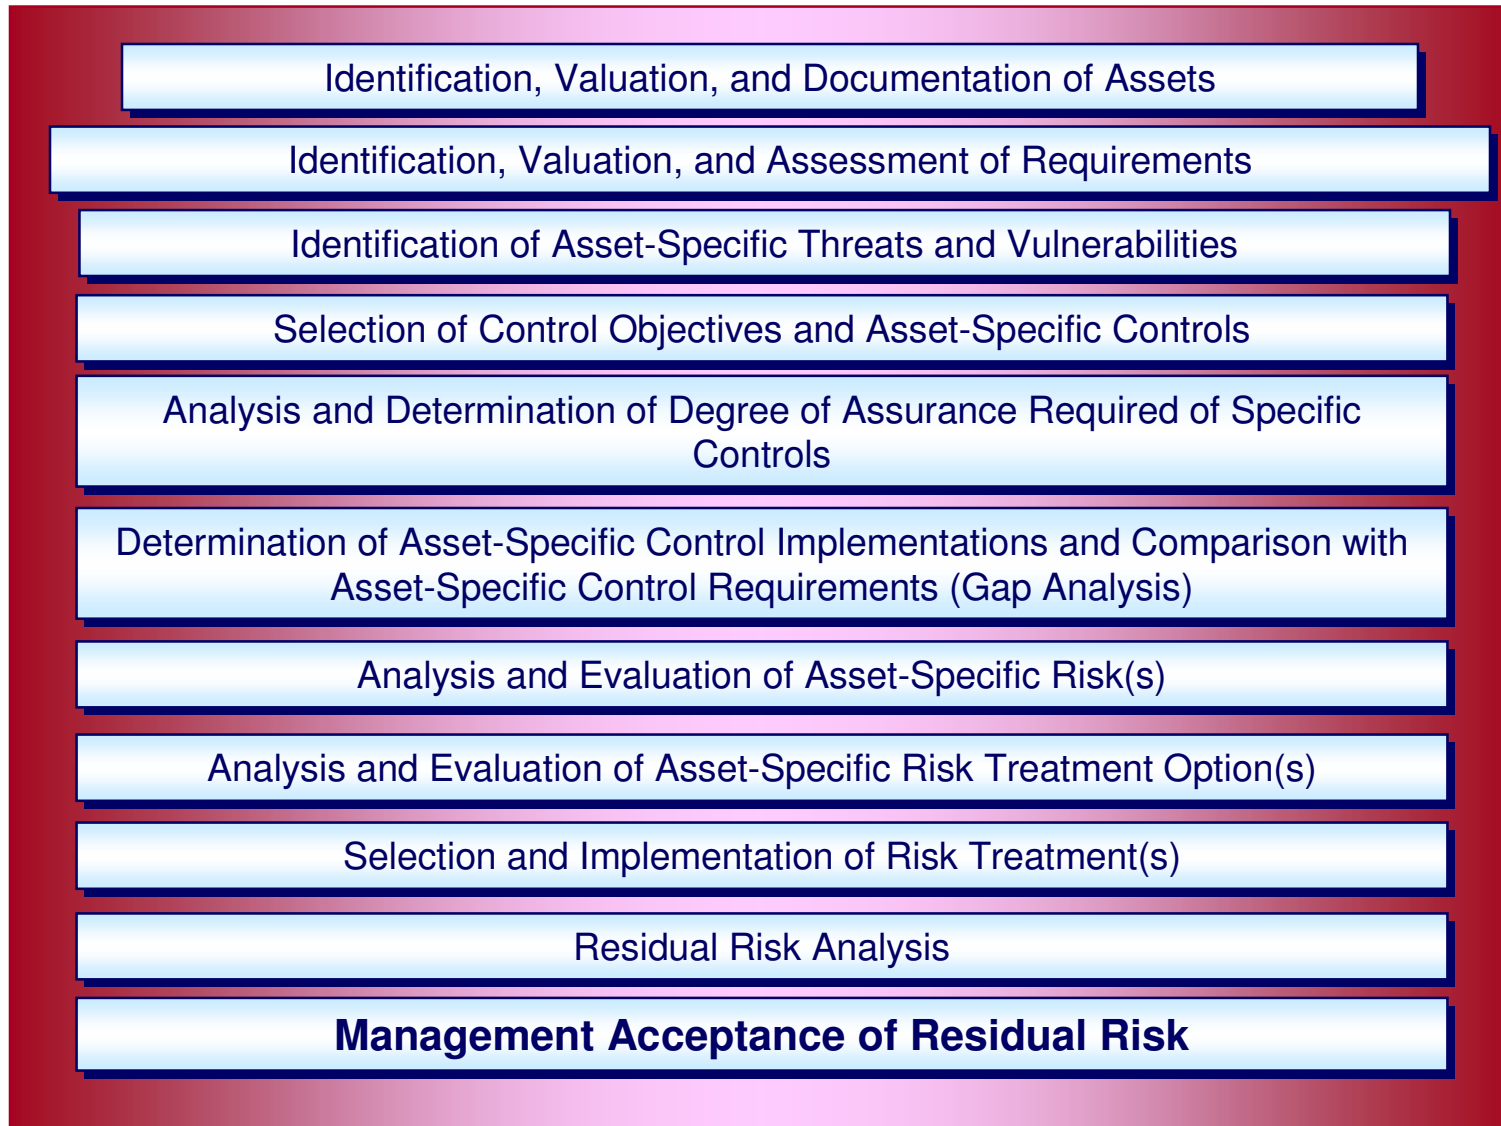 Identification, Valuation, and Documentation of Assets
Identification, Valuation, and Assessment of Requirements
Identification of Asset-Specific Threats and Vulnerabilities
Selection of Control Objectives and Asset-Specific Controls
Analysis and Determination of Degree of Assurance Required of Specific
Controls
Determination of Asset-Specific Control Implementations and Comparison with
Asset-Specific Control Requirements (Gap Analysis)
Analysis and Evaluation of Asset-Specific Risk(s)
Analysis and Evaluation of Asset-Specific Risk Treatment Option(s)
Selection and Implementation of Risk Treatment(s)
Residual Risk Analysis
Management Acceptance of Residual Risk